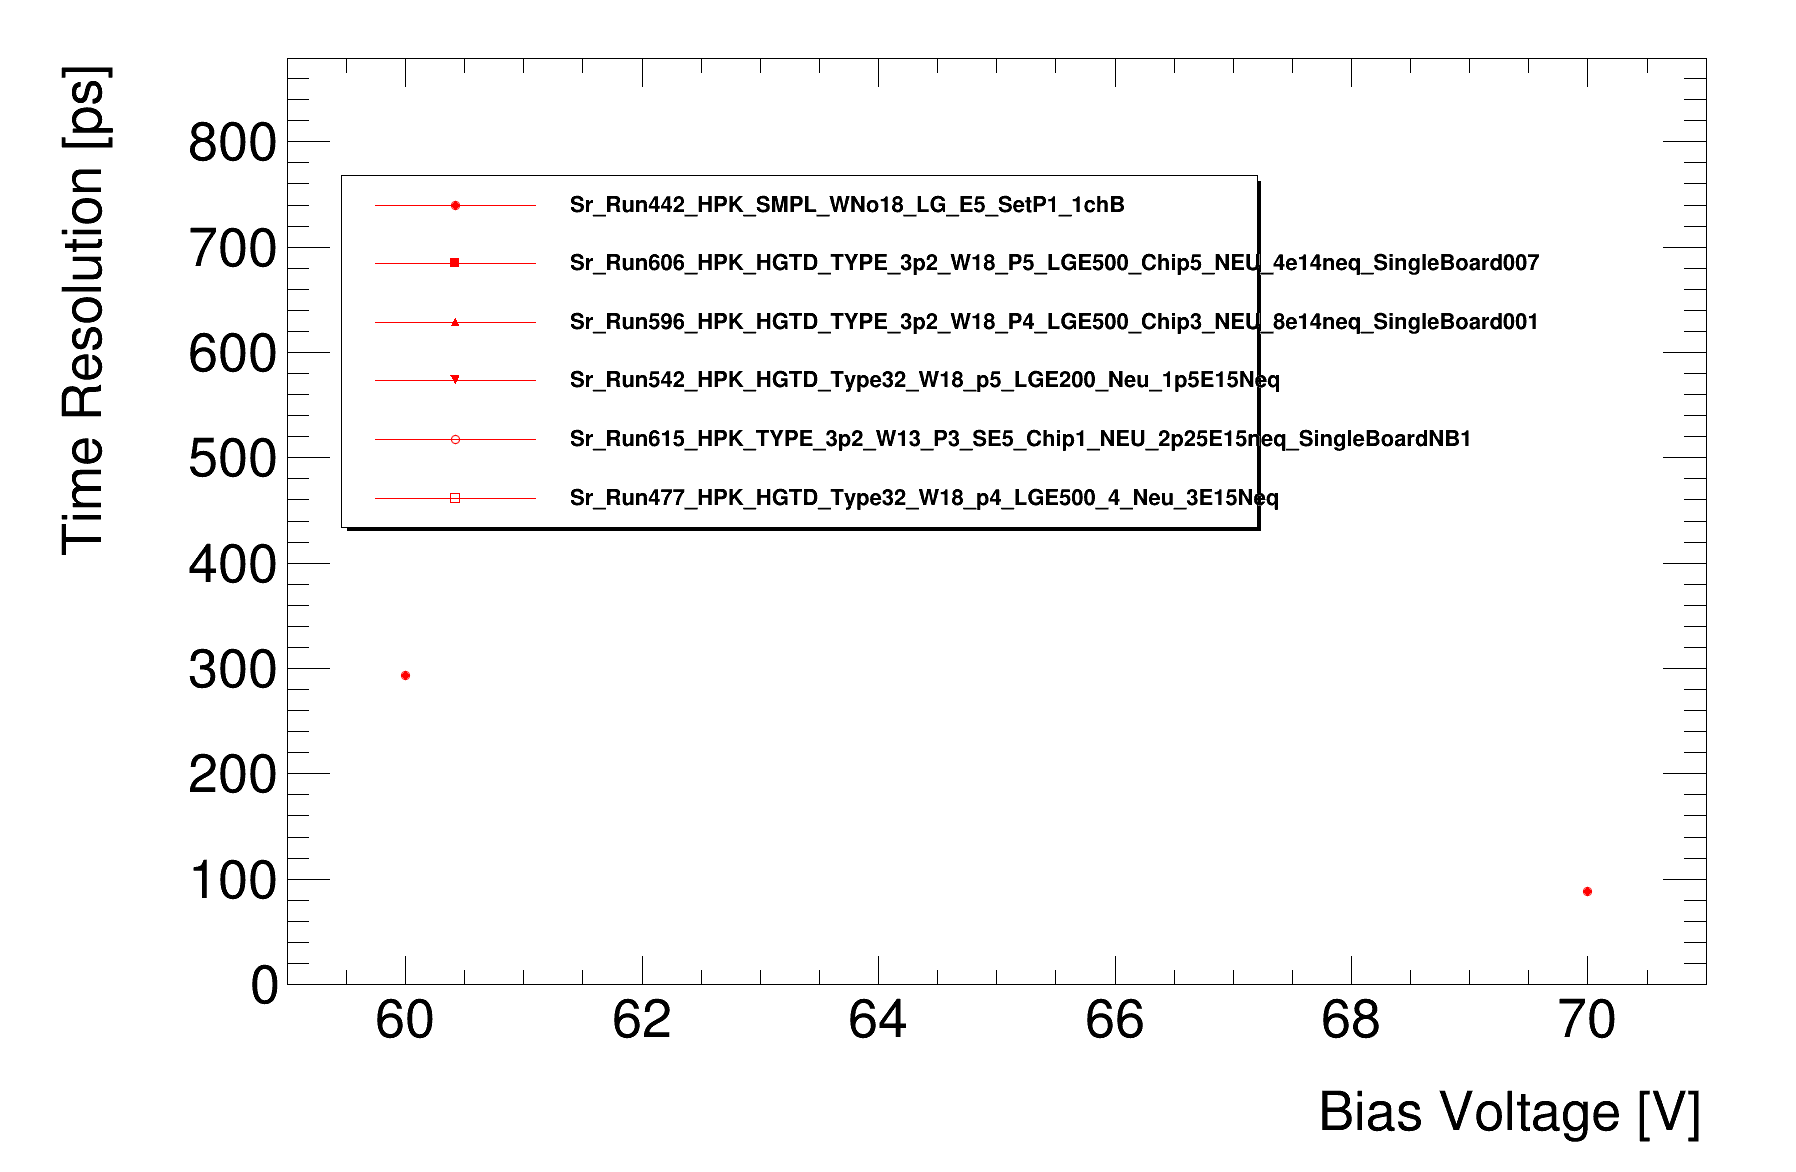 Time Resolution [ps]
800
700
600
500
400
300
200
100
0
Sr_Run442_HPK_SMPL_WNo18_LG_E5_SetP1_1chB
Sr_Run606_HPK_HGTD_TYPE_3p2_W18_P5_LGE500_Chip5_NEU_4e14neq_SingleBoard007
Sr_Run596_HPK_HGTD_TYPE_3p2_W18_P4_LGE500_Chip3_NEU_8e14neq_SingleBoard001
Sr_Run542_HPK_HGTD_Type32_W18_p5_LGE200_Neu_1p5E15Neq
Sr_Run615_HPK_TYPE_3p2_W13_P3_SE5_Chip1_NEU_2p25E15neq_SingleBoardNB1
Sr_Run477_HPK_HGTD_Type32_W18_p4_LGE500_4_Neu_3E15Neq
60 62 64 66 68 70
Bias Voltage [V]